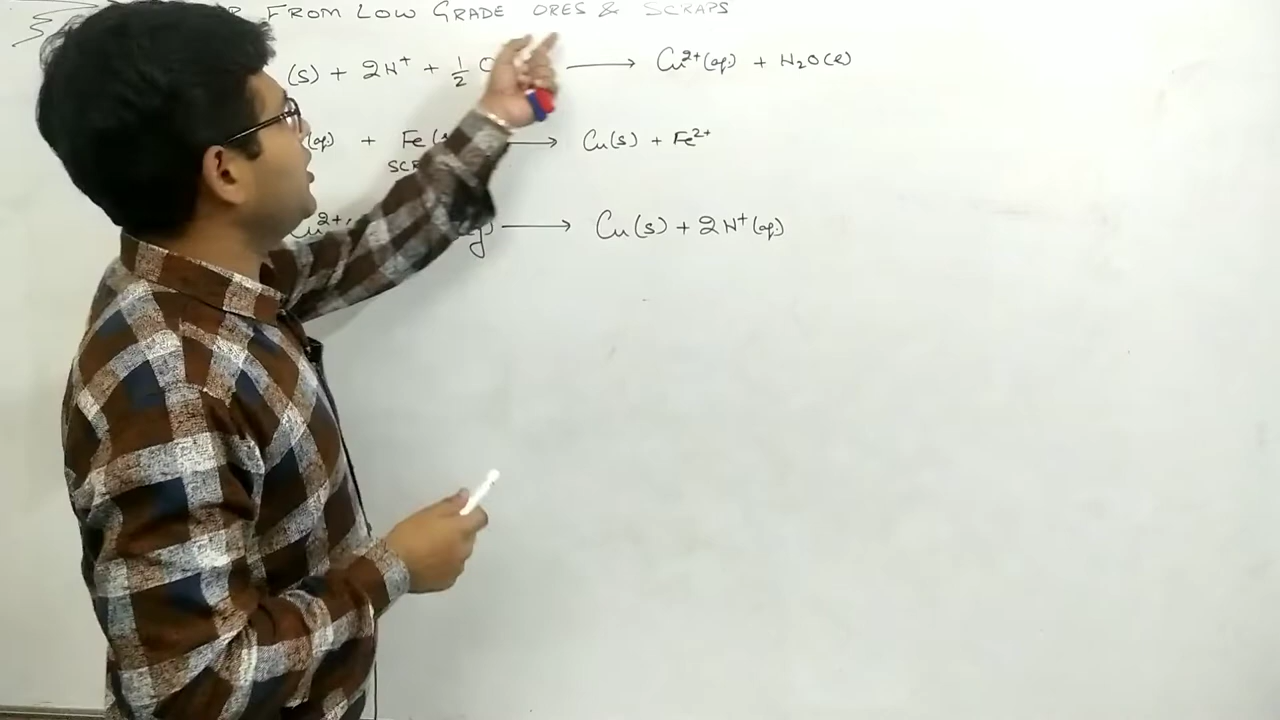 FROM LOW GRADE ORES & SCRAPS
(s) + 2H⁺ + 1/2 ⟶ Cu²⁺(aq.) + H₂O(l)
(aq.) + Fe(s ⟶ Cu(s) + Fe²⁺
Cu²⁺ g) ⟶ Cu(s) + 2H⁺(aq.)